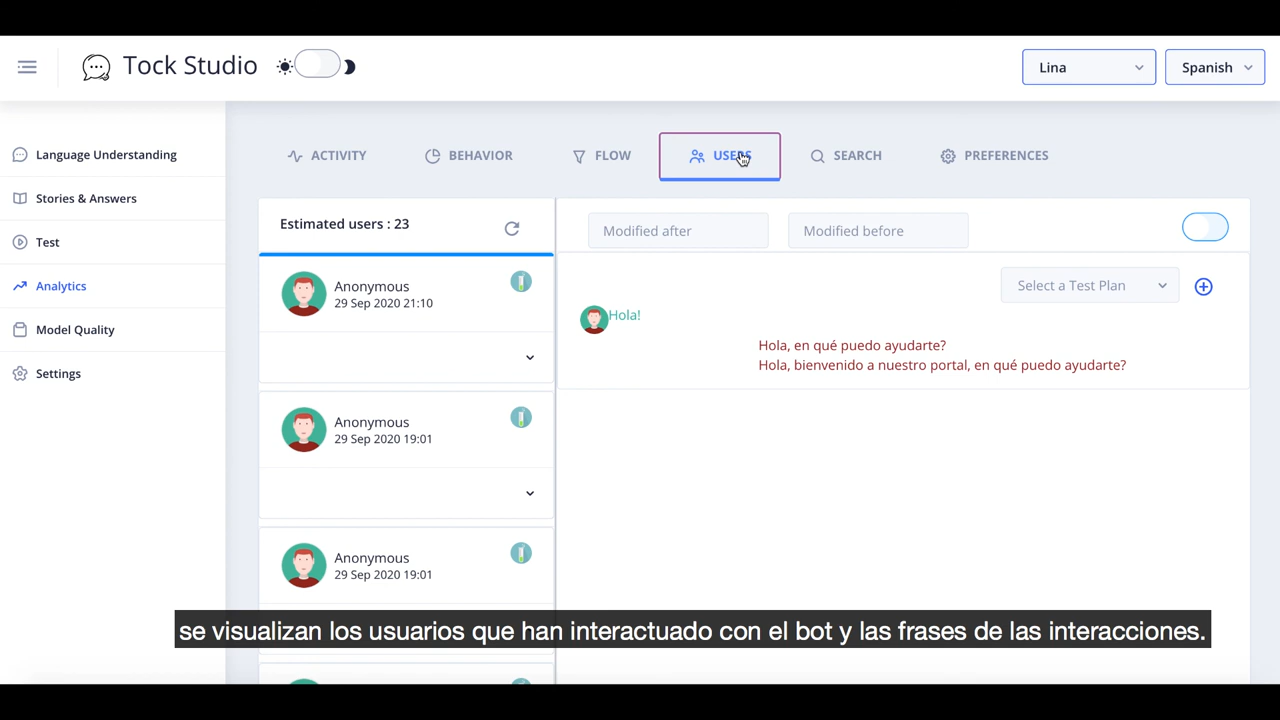 Tock Studio
Lina
Spanish
Language Understanding
Stories & Answers
Test
Analytics
Model Quality
Settings
ACTIVITY
BEHAVIOR
FLOW
USERS
SEARCH
PREFERENCES
Estimated users : 23
Modified after
Modified before
Anonymous
29 Sep 2020 21:10
Anonymous
29 Sep 2020 19:01
Anonymous
29 Sep 2020 19:01
Select a Test Plan
Hola!
Hola, en qué puedo ayudarte?
Hola, bienvenido a nuestro portal, en qué puedo ayudarte?
se visualizan los usuarios que han interactuado con el bot y las frases de las interacciones.